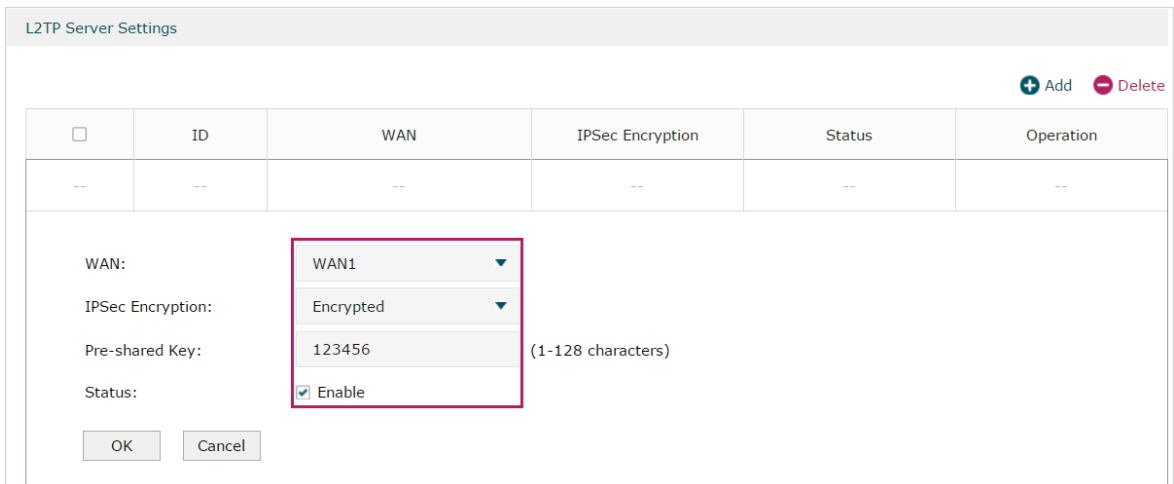 L2TP Server Settings
Add Delete
ID WAN IPSec Encryption Status Operation
-- -- -- -- -- --
WAN: WAN1
IPSec Encryption: Encrypted
Pre-shared Key: 123456 (1-128 characters)
Status: Enable
OK Cancel